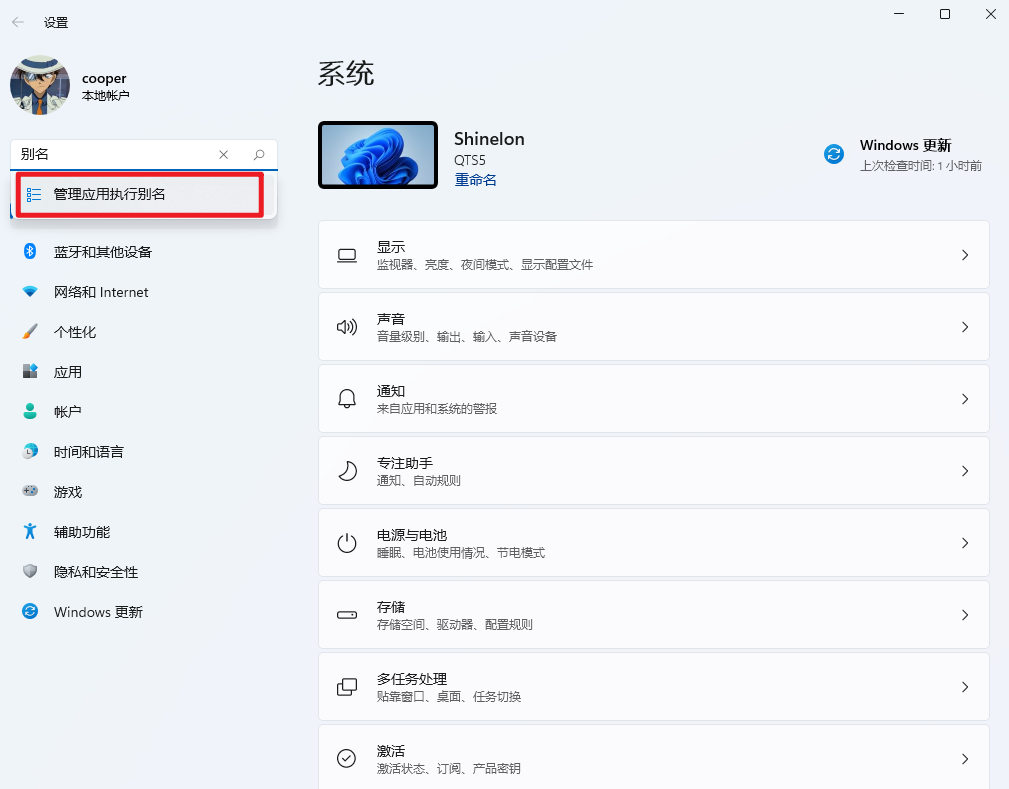 设置
cooper
本地帐户
别名
管理应用执行别名
蓝牙和其他设备
网络和 Internet
个性化
应用
帐户
时间和语言
游戏
辅助功能
隐私和安全性
Windows 更新
系统
Shinelon
QTS5
重命名
Windows 更新
上次检查时间: 1 小时前
显示
监视器、亮度、夜间模式、显示配置文件
声音
音量级别、输出、输入、声音设备
通知
来自应用和系统的警报
专注助手
通知、自动规则
电源与电池
睡眠、电池使用情况、节电模式
存储
存储空间、驱动器、配置规则
多任务处理
贴靠窗口、桌面、任务切换
激活
激活状态、订阅、产品密钥